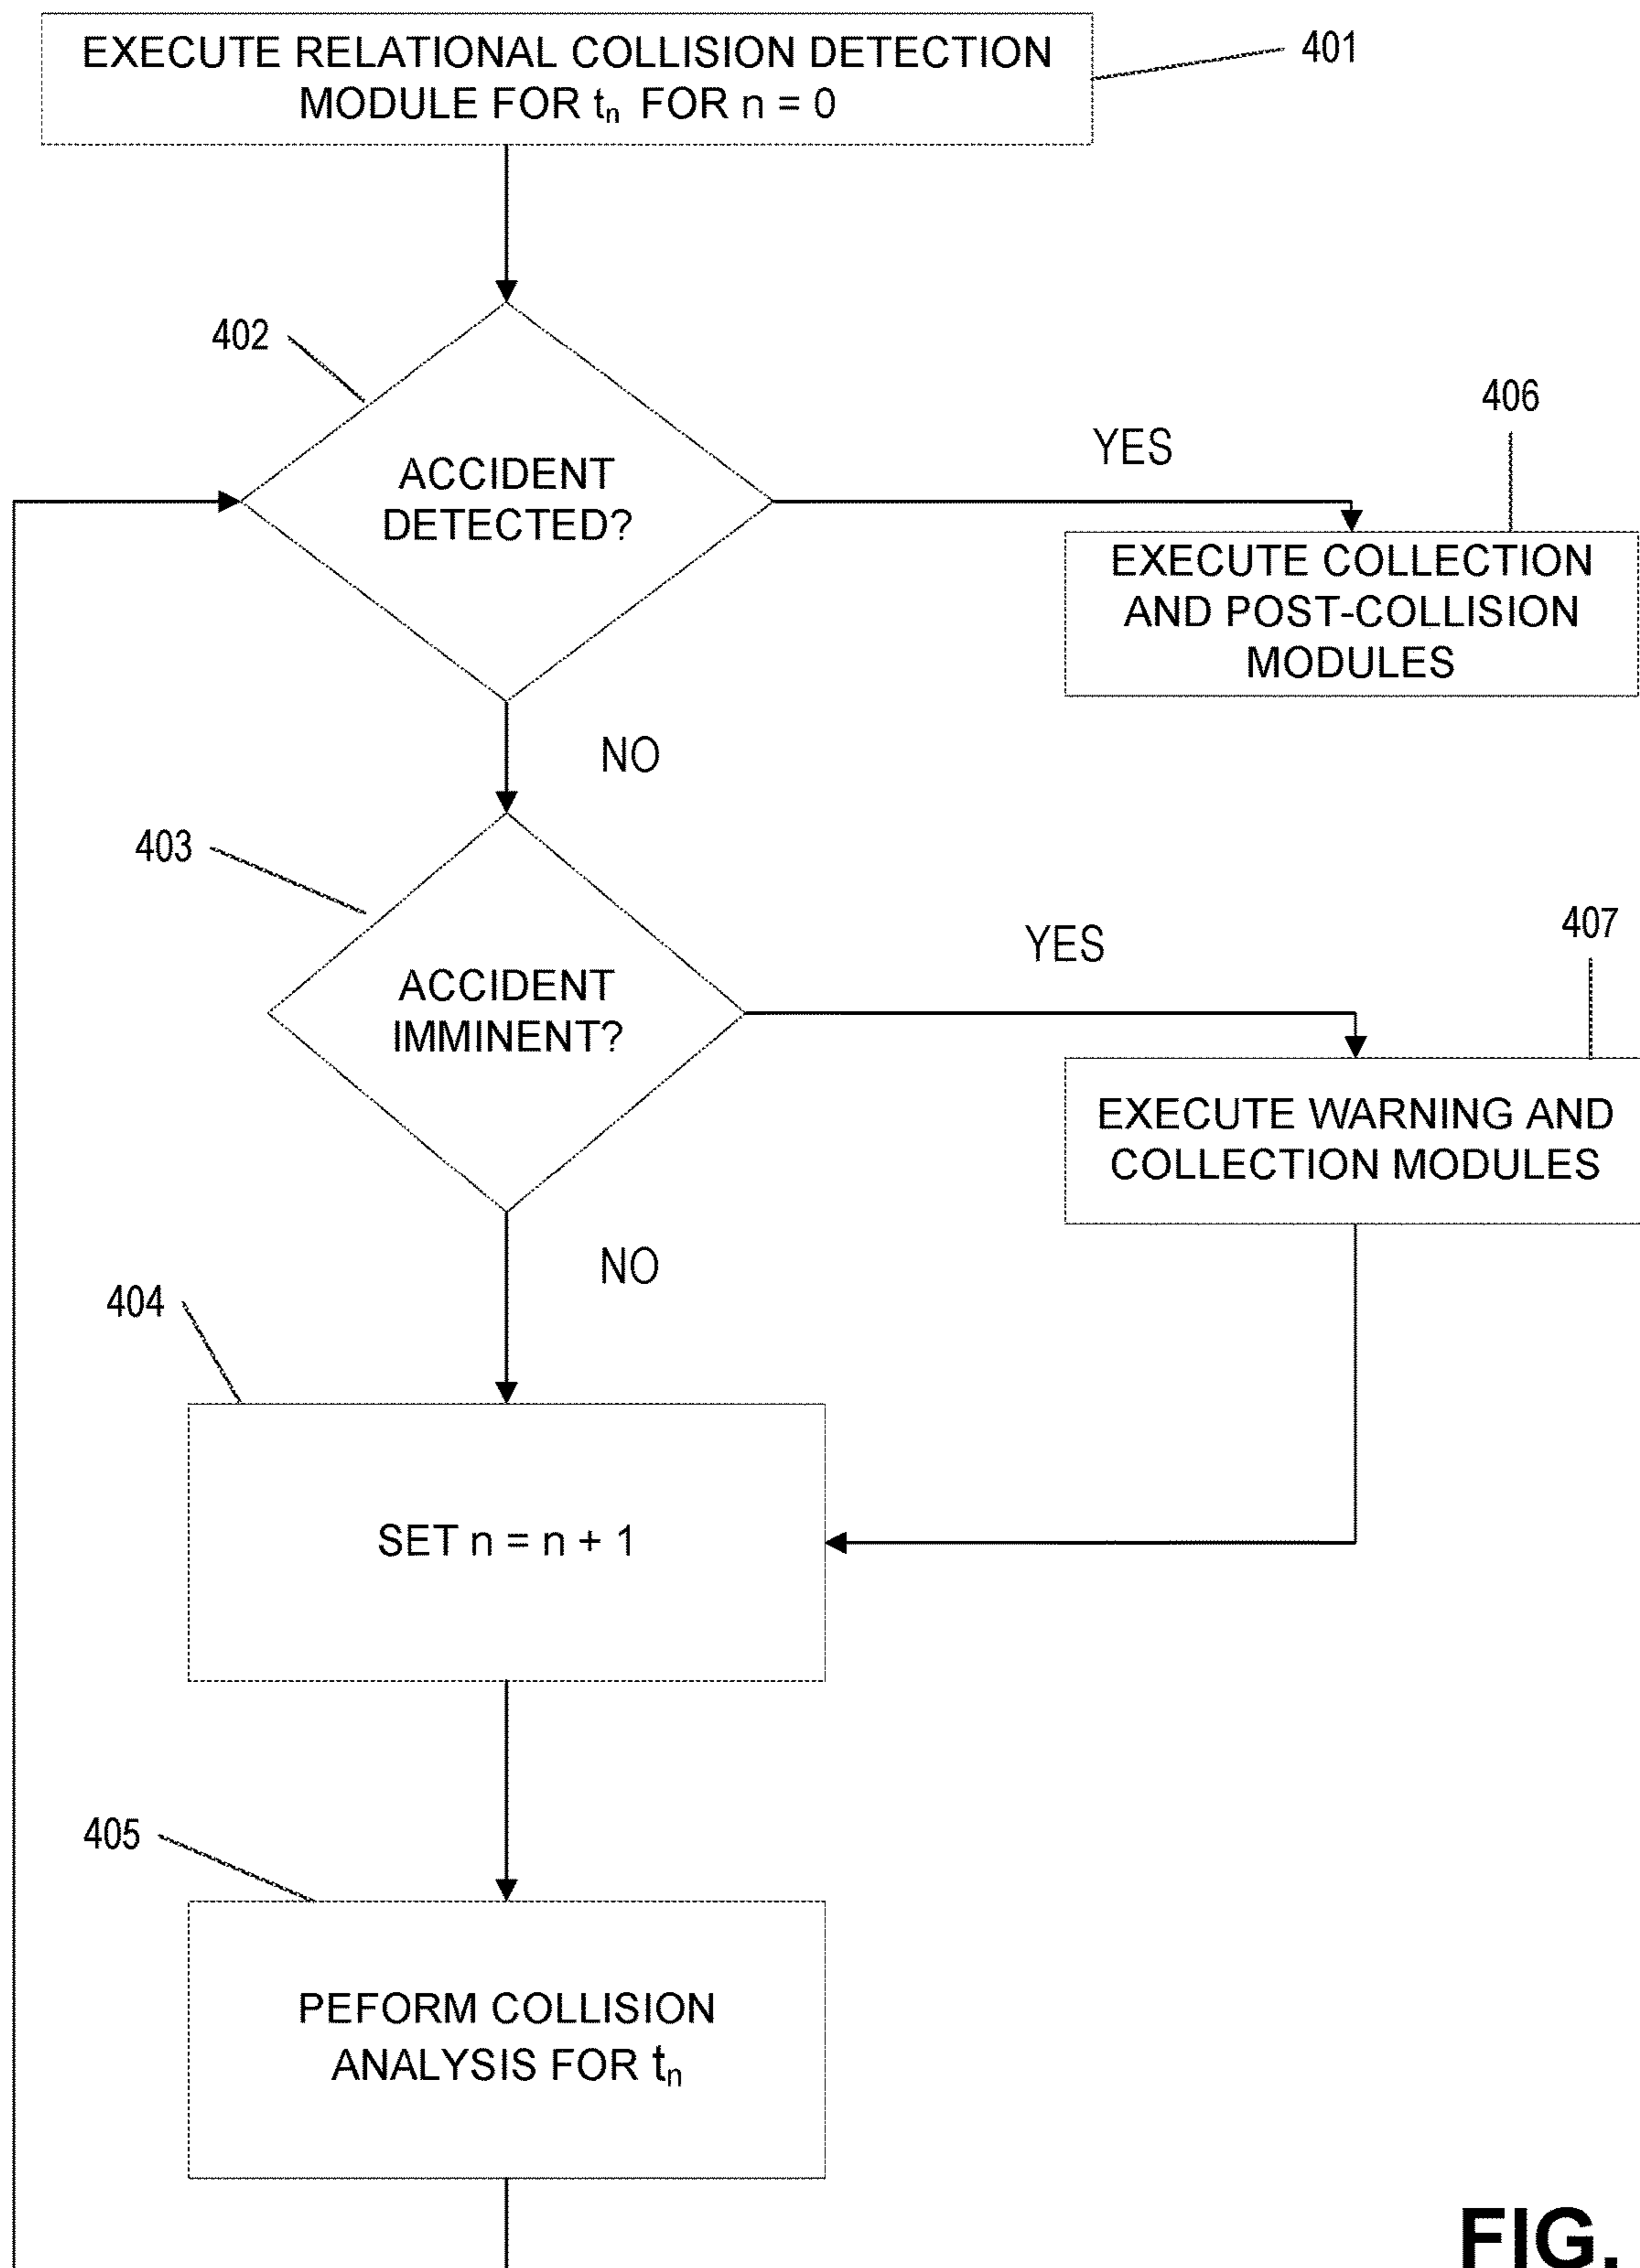 EXECUTE RELATIONAL COLLISION DETECTION
MODULE FOR tn FOR n = 0
401
402
ACCIDENT
DETECTED?
YES
406
EXECUTE COLLECTION
AND POST-COLLISION
MODULES
NO
403
ACCIDENT
IMMINENT?
YES
407
EXECUTE WARNING AND
COLLECTION MODULES
NO
404
SET n = n + 1
405
PEFORM COLLISION
ANALYSIS FOR tn
FIG.